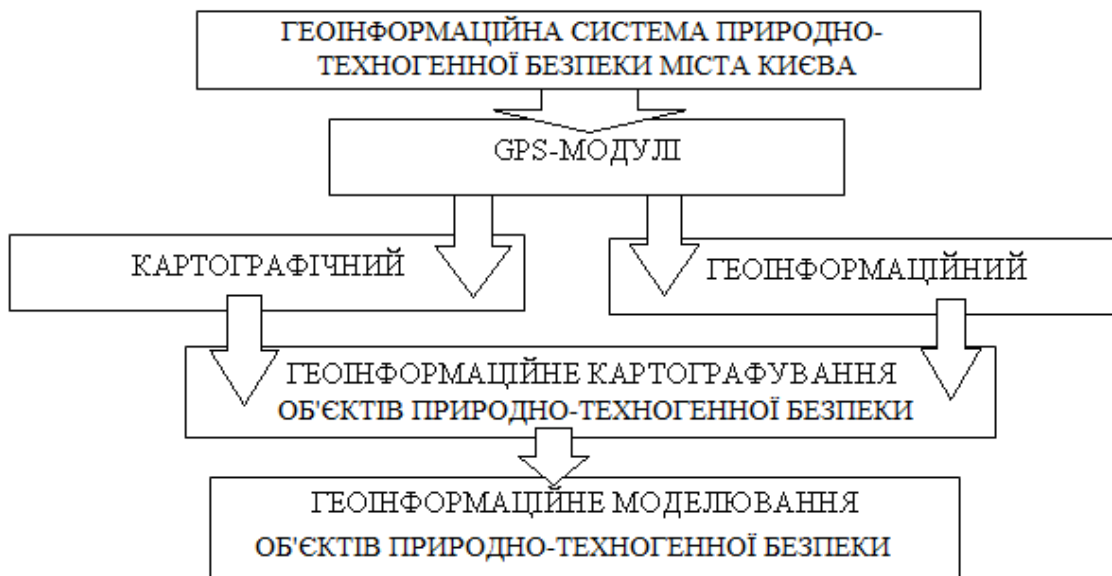 ГЕОІНФОРМАЦІЙНА СИСТЕМА ПРИРОДНО-
ТЕХНОГЕННОЇ БЕЗПЕКИ МІСТА КИЄВА
GPS-МОДУЛІ
КАРТОГРАФІЧНИЙ
ГЕОІНФОРМАЦІЙНИЙ
ГЕОІНФОРМАЦІЙНЕ КАРТОГРАФУВАННЯ
ОБ'ЄКТІВ ПРИРОДНО-ТЕХНОГЕННОЇ БЕЗПЕКИ
ГЕОІНФОРМАЦІЙНЕ МОДЕЛЮВАННЯ
ОБ'ЄКТІВ ПРИРОДНО-ТЕХНОГЕННОЇ БЕЗПЕКИ